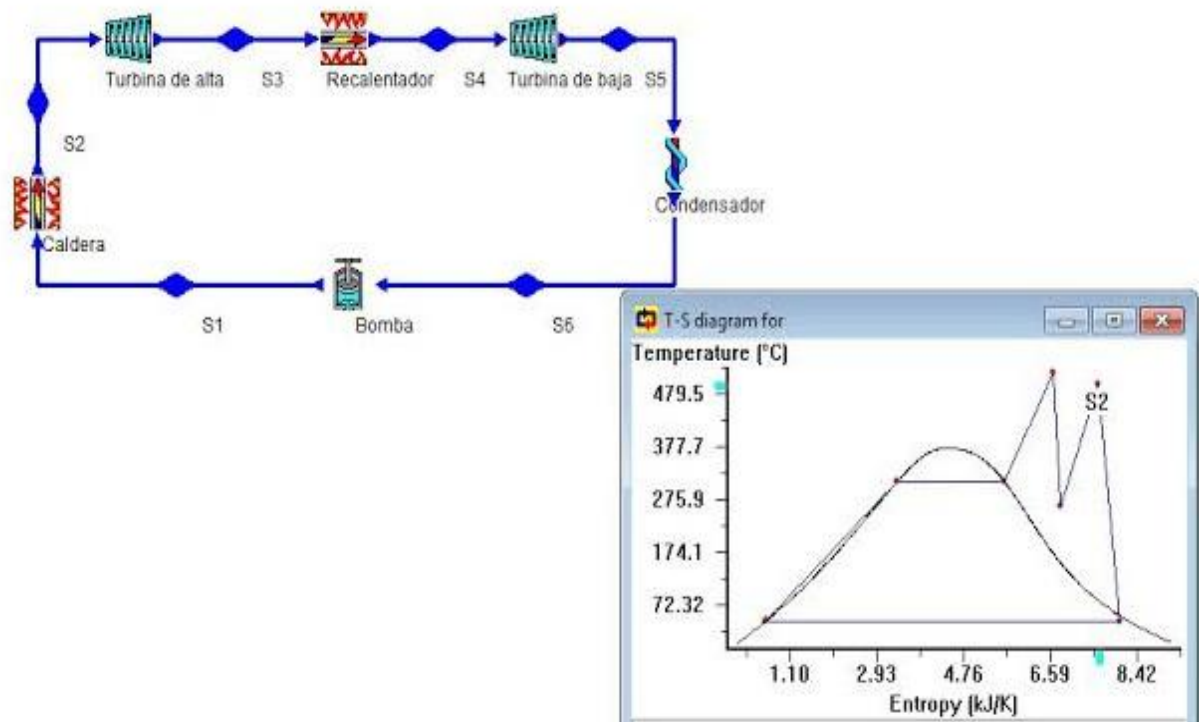 Turbina de alta S3 Recalentador S4 Turbina de baja S5
S2
Condensador
Caldera
S1 Bomba S6
T-S diagram for
Temperature (°C)
479.5
S2
377.7
275.9
174.1
72.32
1.10 2.93 4.76 6.59 8.42
Entropy (kJ/K)